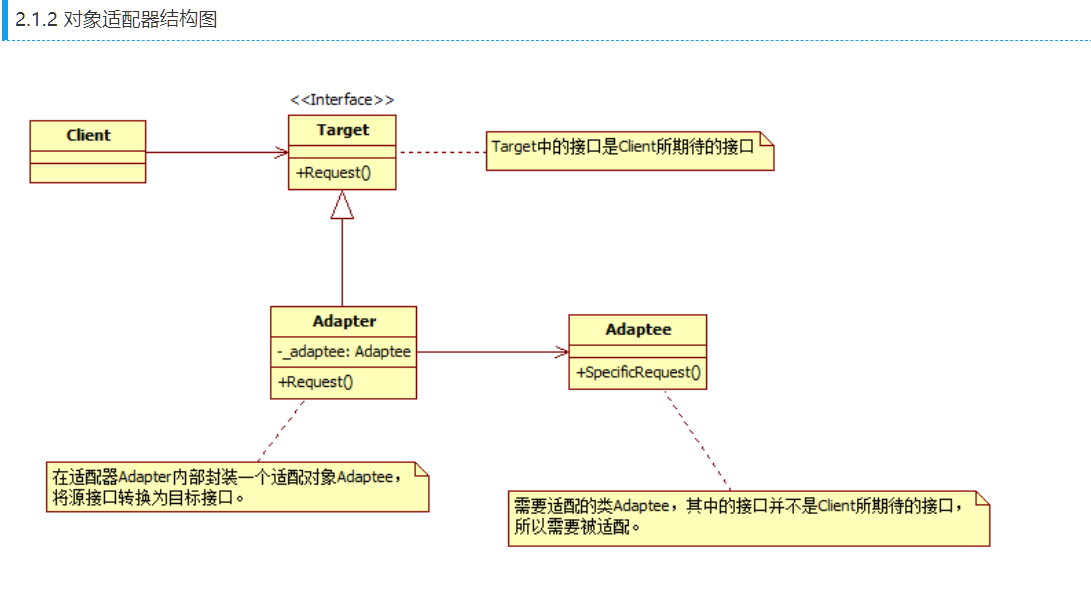 2.1.2 对象适配器结构图
<<Interface>>
Client
Target
+Request()
Target中的接口是Client所期待的接口
Adapter
-_adaptee: Adaptee
+Request()
Adaptee
+SpecificRequest()
在适配器Adapter内部封装一个适配对象Adaptee，
将源接口转换为目标接口。
需要适配的类Adaptee，其中的接口并不是Client所期待的接口，
所以需要被适配。